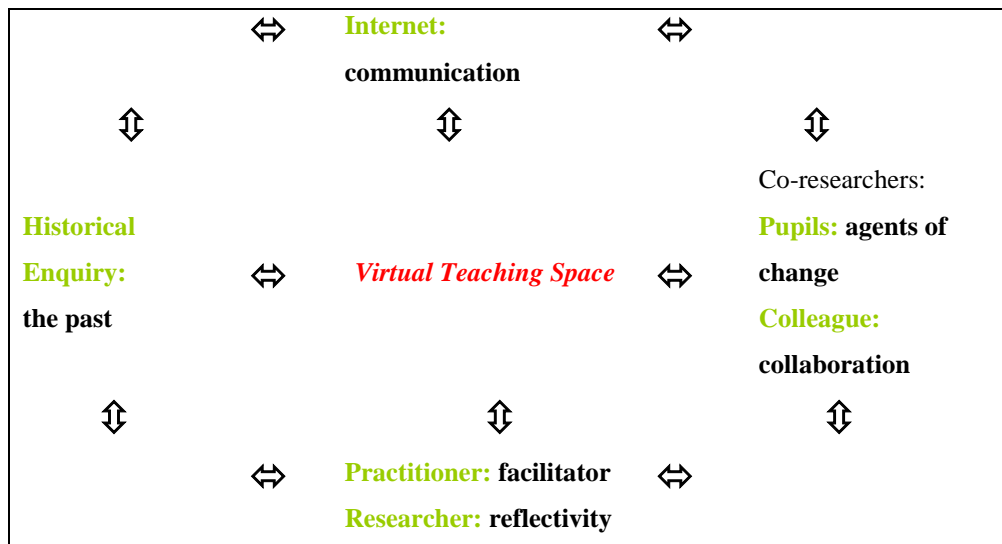 Internet:
communication
Co-researchers:
Historical
Enquiry:
the past
Virtual Teaching Space
Pupils: agents of
change
Colleague:
collaboration
Practitioner: facilitator
Researcher: reflectivity